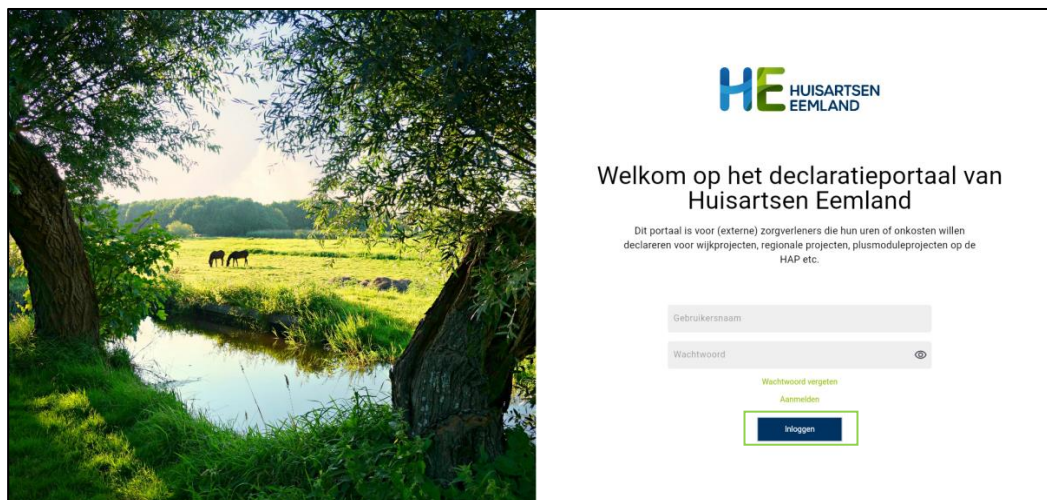 HE HUISARTSEN
EEMLAND
Welkom op het declaratieportaal van
Huisartsen Eemland
Dit portaal is voor (externe) zorgverleners die hun uren of onkosten willen
declareren voor wijkprojecten, regionale projecten, plusmoduleprojecten op de
HAP etc.
Gebruikersnaam
Wachtwoord
Wachtwoord vergeten
Aanmelden
Inloggen